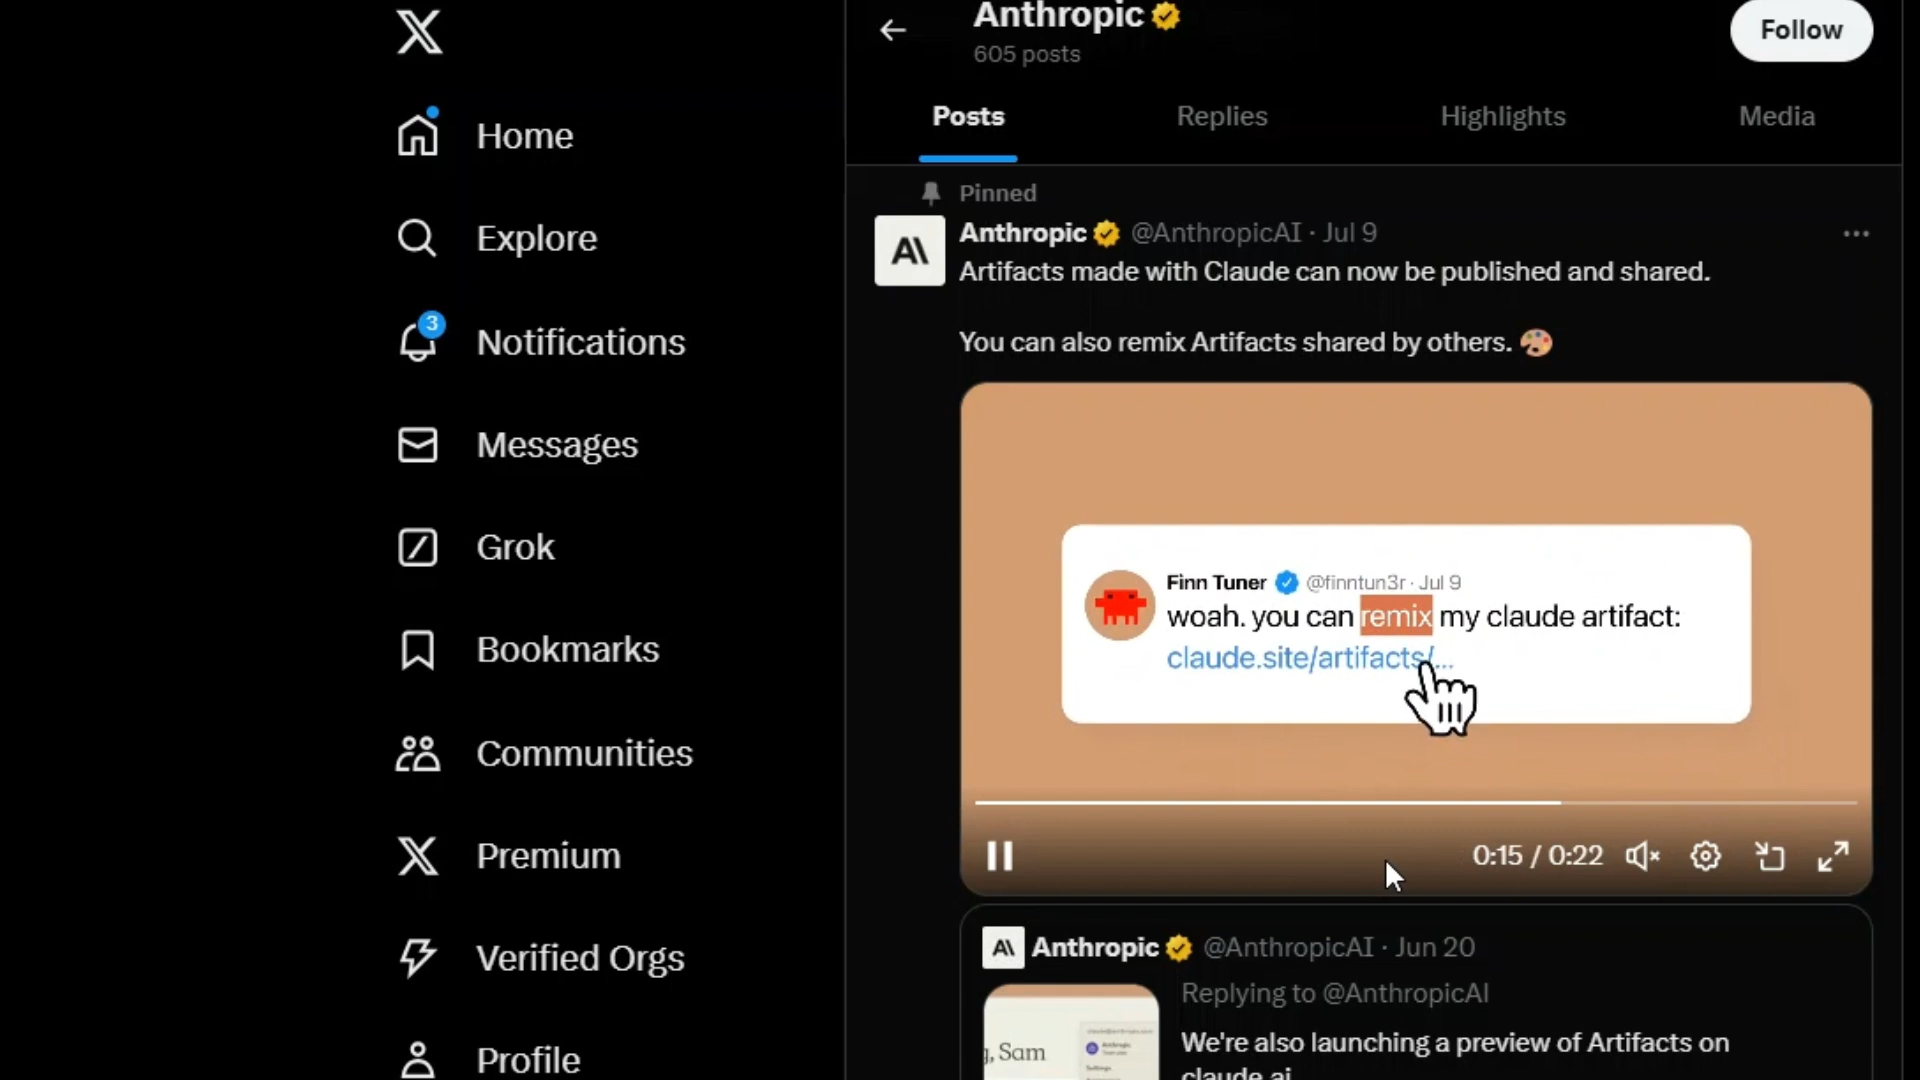 Home
Explore
3
Notifications
Messages
Grok
Bookmarks
Communities
Premium
Verified Orgs
Profile
Anthropic
605 posts
Follow
Posts
Replies
Highlights
Media
Pinned
Anthropic @AnthropicAI · Jul 9
Artifacts made with Claude can now be published and shared.
You can also remix Artifacts shared by others. 🎨
Finn Tuner @finntun3r · Jul 9
woah. you can remix my claude artifact:
claude.site/artifacts/...
0:15 / 0:22
Anthropic @AnthropicAI · Jun 20
Replying to @AnthropicAI
We're also launching a preview of Artifacts on
claude.ai
, Sam